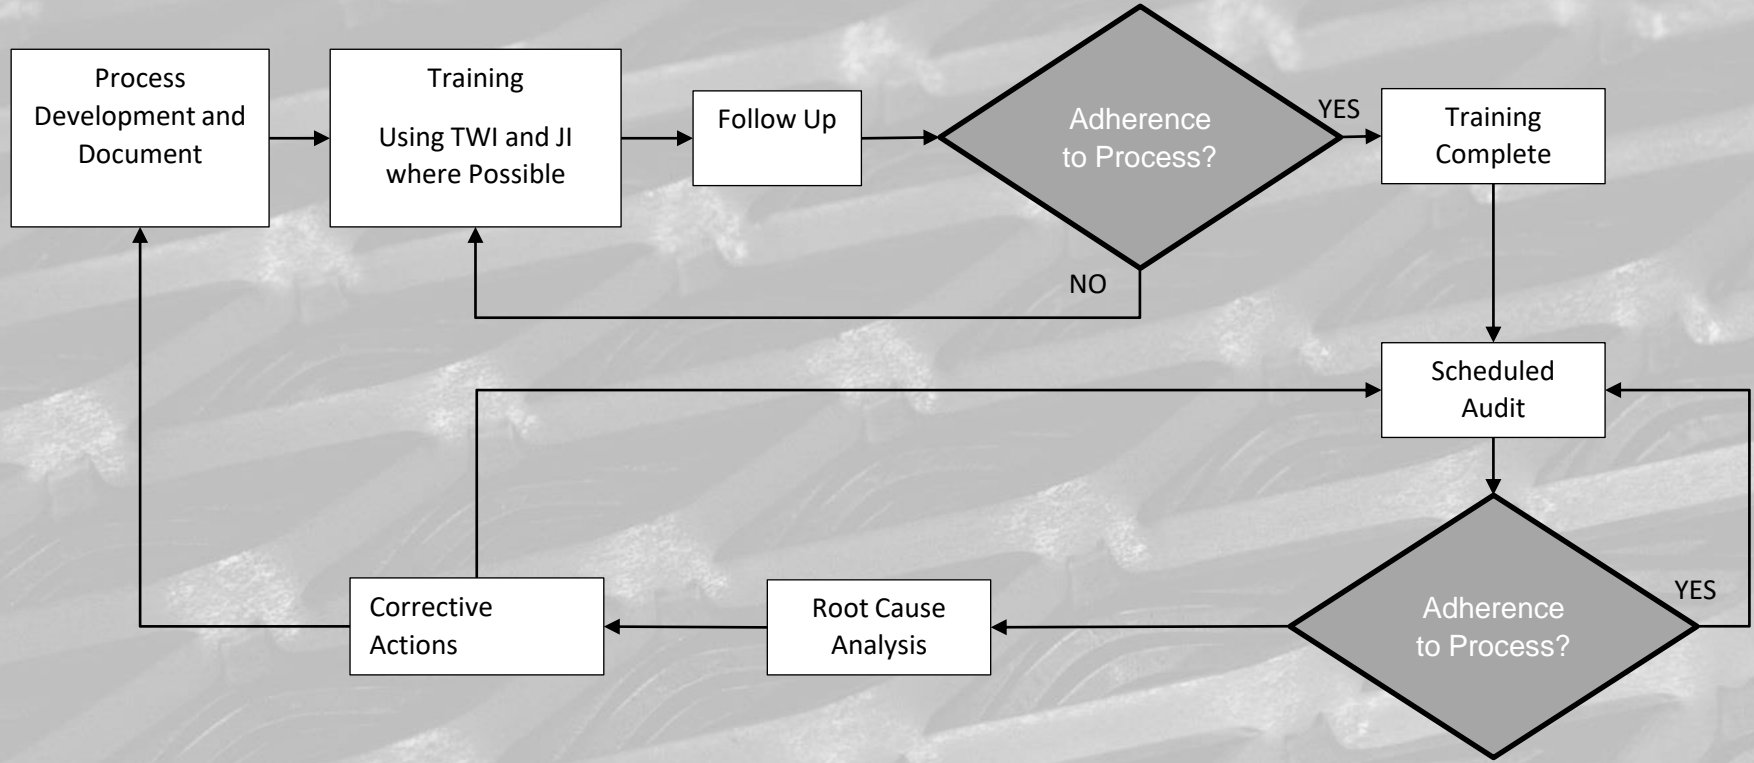 Process
Development and
Document
Training
Using TWI and JI
where Possible
Follow Up
Adherence
to Process?
YES
Training
Complete
NO
Scheduled
Audit
Corrective
Actions
Root Cause
Analysis
Adherence
to Process?
YES